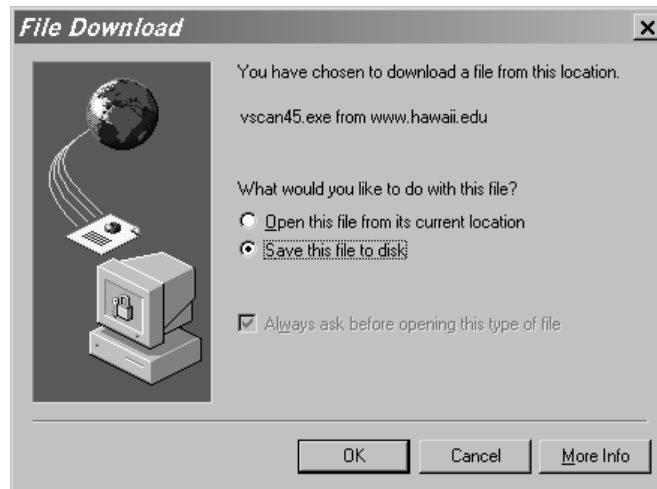 File Download
You have chosen to download a file from this location.
vscan45.exe from www.hawaii.edu
What would you like to do with this file?
Open this file from its current location
Save this file to disk
Always ask before opening this type of file
OK
Cancel
More Info